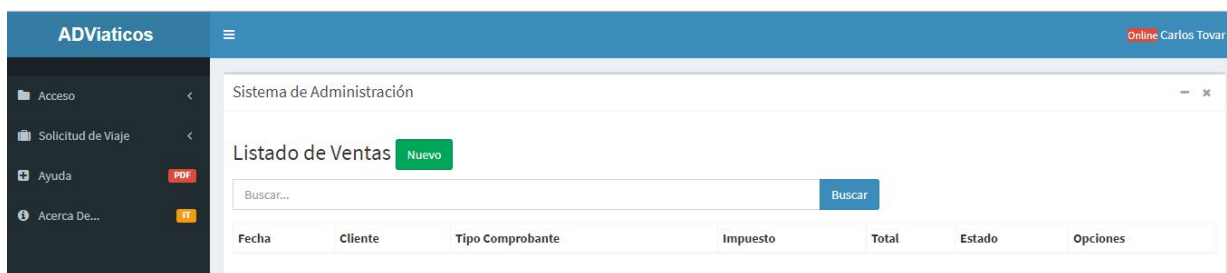 ADViaticos
Online Carlos Tovar
Acceso
Solicitud de Viaje
Ayuda PDF
Acerca De... IT
Sistema de Administración
Listado de Ventas Nuevo
Buscar... Buscar
Fecha Cliente Tipo Comprobante Impuesto Total Estado Opciones